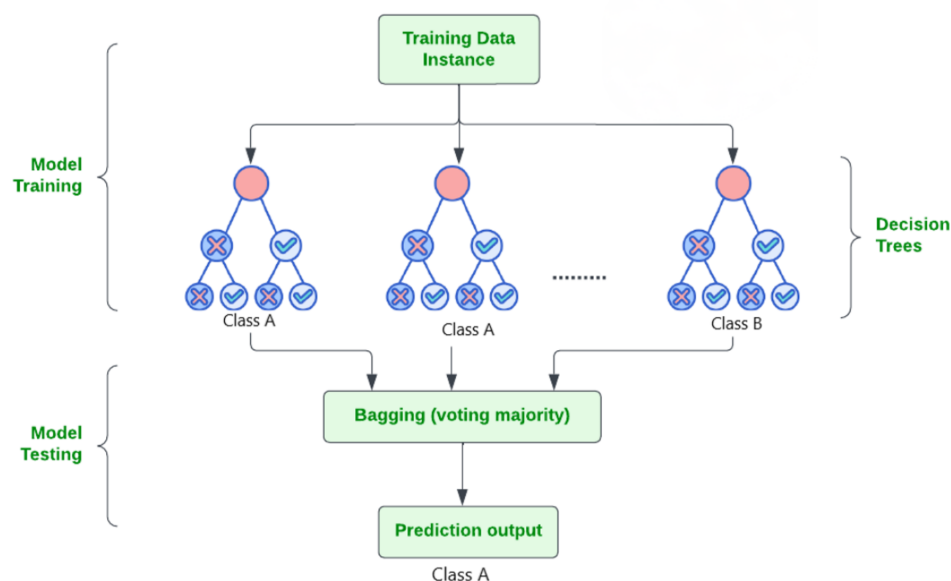 Training Data
Instance
Model
Training
Decision
Trees
Class A
Class A
Class B
.........
Bagging (voting majority)
Model
Testing
Prediction output
Class A